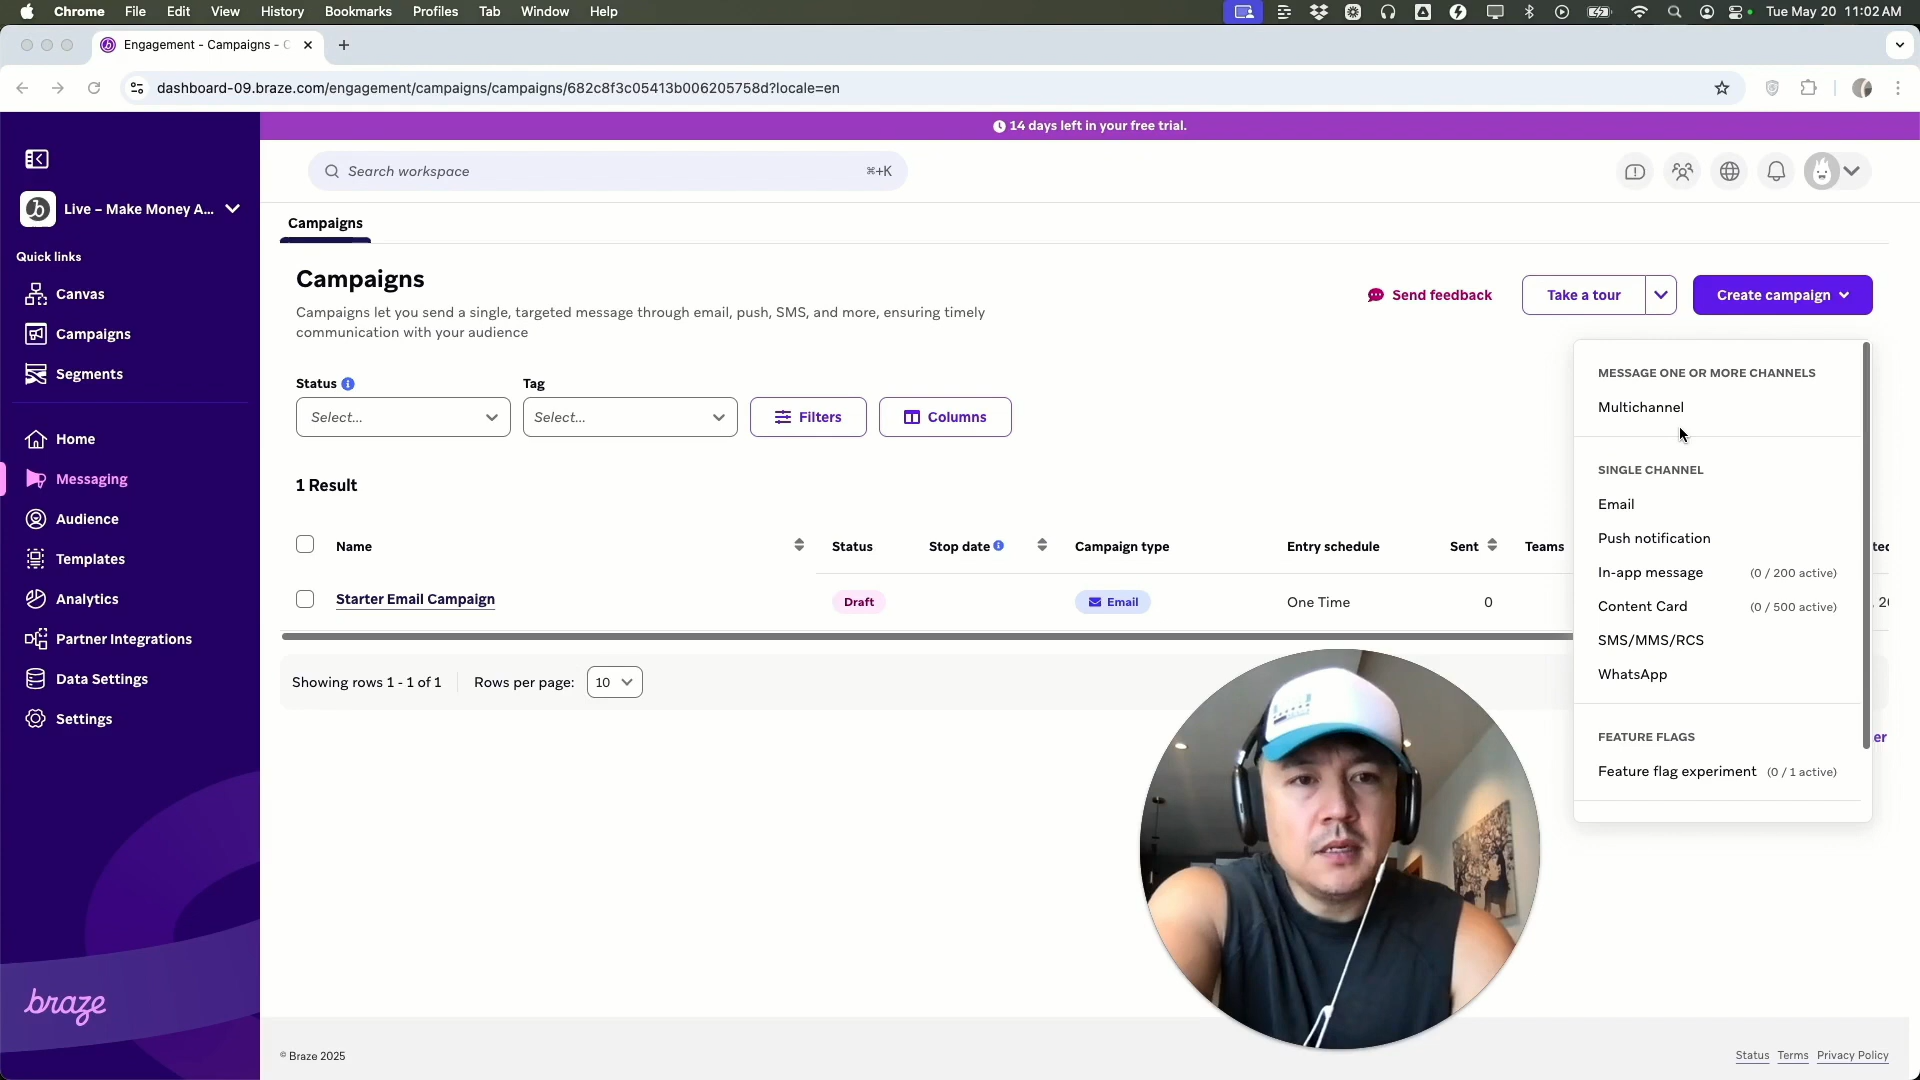 Chrome File Edit View History Bookmarks Profiles Tab Window Help Tue May 20 11:02 AM
Engagement - Campaigns -
dashboard-09.braze.com/engagement/campaigns/campaigns/682c8f3c05413b006205758d?locale=en
14 days left in your free trial.
Search workspace ⌘+K
Live – Make Money A...
Quick links
Canvas
Campaigns
Segments
Home
Messaging
Audience
Templates
Analytics
Partner Integrations
Data Settings
Settings
braze
Campaigns
Campaigns
Campaigns let you send a single, targeted message through email, push, SMS, and more, ensuring timely
communication with your audience
Send feedback Take a tour Create campaign
Status Tag
Select... Select... Filters Columns
1 Result
Name Status Stop date Campaign type Entry schedule Sent Teams
Starter Email Campaign Draft Email One Time 0
Showing rows 1 - 1 of 1 Rows per page: 10
MESSAGE ONE OR MORE CHANNELS
Multichannel
SINGLE CHANNEL
Email
Push notification
In-app message (0 / 200 active)
Content Card (0 / 500 active)
SMS/MMS/RCS
WhatsApp
FEATURE FLAGS
Feature flag experiment (0 / 1 active)
© Braze 2025
Status Terms Privacy Policy